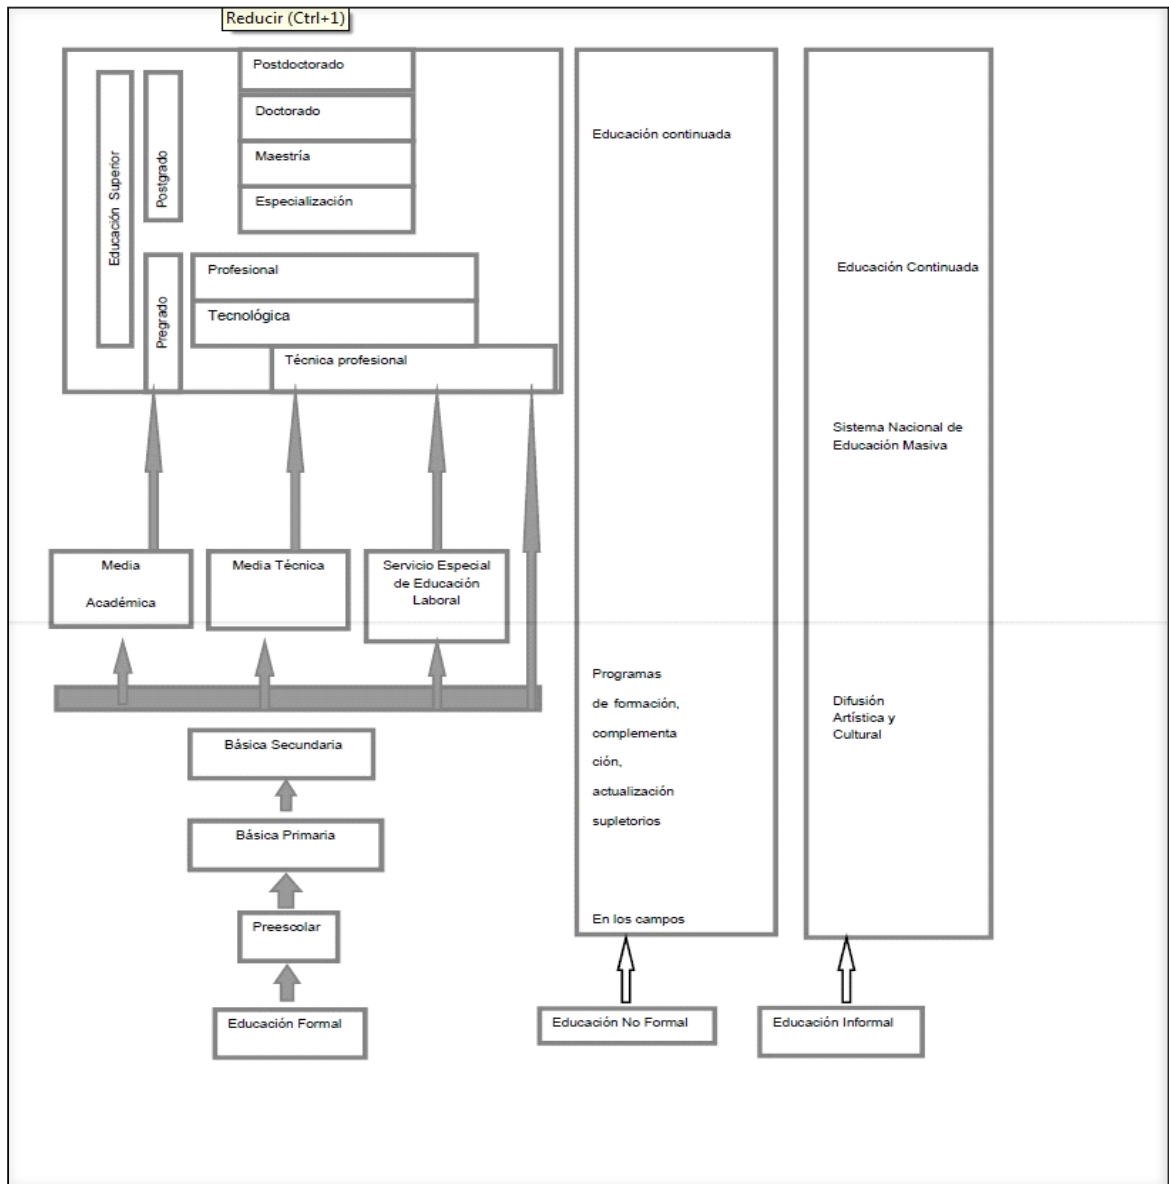 Reducir (Ctrl+1)
Postdoctorado
Doctorado
Maestría
Especialización
Educación Superior
Postgrado
Pregrado
Profesional
Tecnológica
Técnica profesional
Media
Académica
Media Técnica
Servicio Especial
de Educación
Laboral
Básica Secundaria
Básica Primaria
Preescolar
Educación Formal
Educación continuada
Programas
de formación,
complementa
ción,
actualización
supletorios
En los campos
Educación No Formal
Educación Continuada
Sistema Nacional de
Educación Masiva
Difusión
Artística y
Cultural
Educación Informal